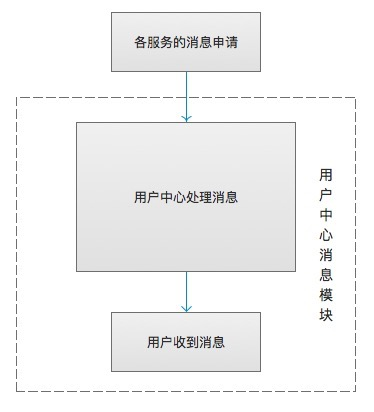 各服务的消息申请
用户中心处理消息
用户中心消息模块
用户收到消息